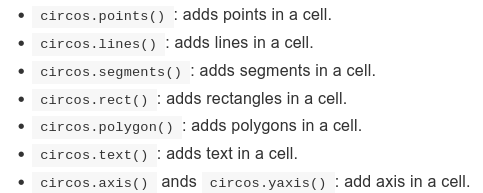 • circos.points() : adds points in a cell.
• circos.lines() : adds lines in a cell.
• circos.segments() : adds segments in a cell.
• circos.rect() : adds rectangles in a cell.
• circos.polygon() : adds polygons in a cell.
• circos.text() : adds text in a cell.
• circos.axis() ands circos.yaxis() : add axis in a cell.